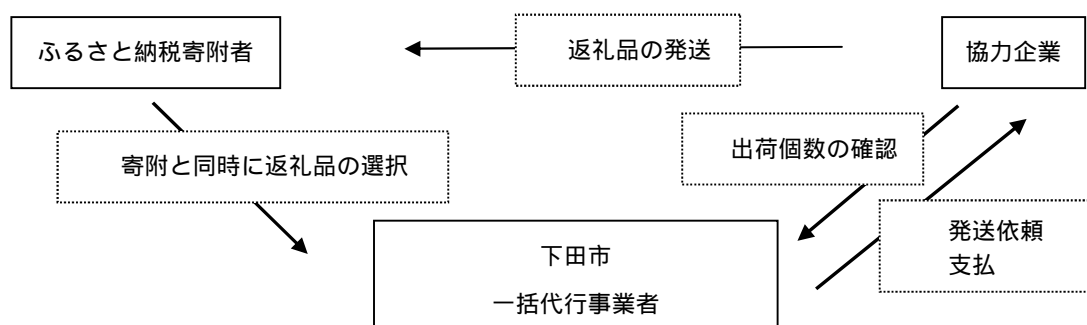 ふるさと納税寄附者
返礼品の発送
協力企業
寄附と同時に返礼品の選択
出荷個数の確認
下田市
一括代行事業者
発送依頼
支払